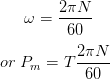 ω = 2πN/60
or P_m = T 2πN/60